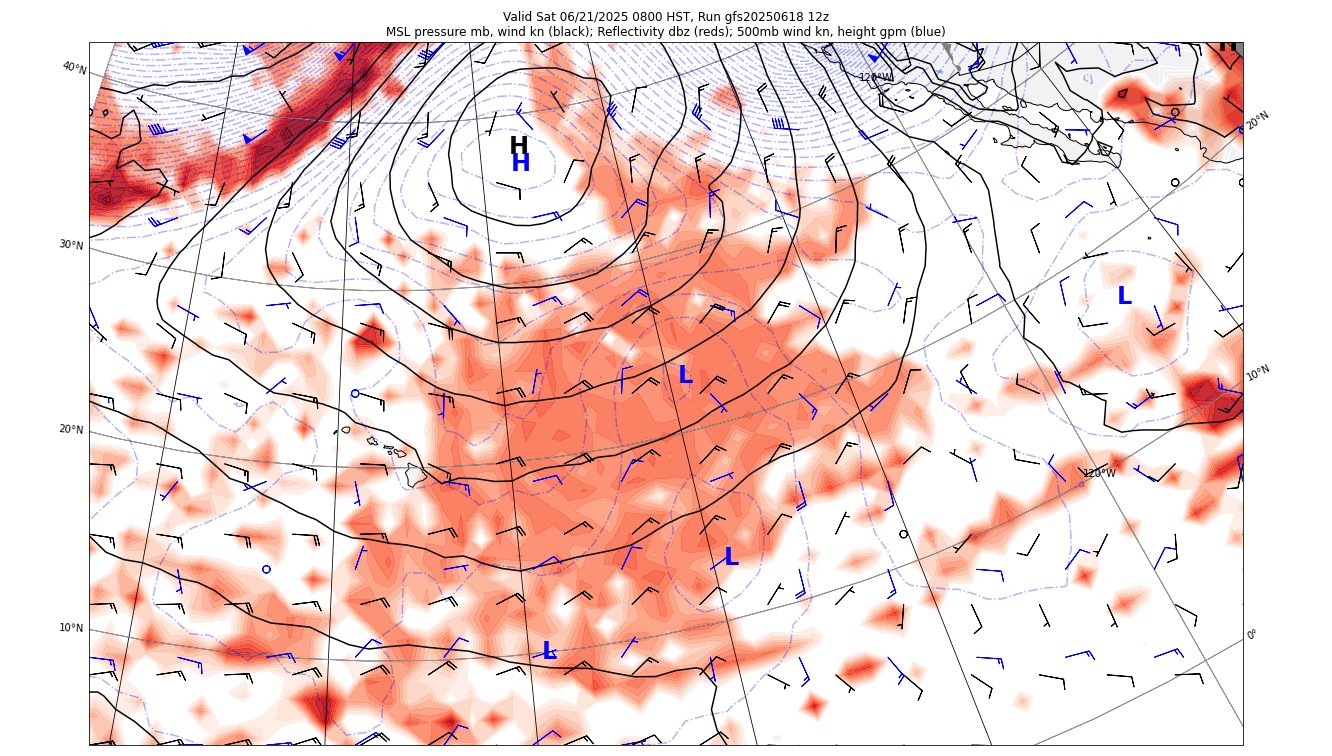 Valid Sat 06/21/2025 0800 HST, Run gfs20250618 12z
MSL pressure mb, wind kn (black); Reflectivity dbz (reds); 500mb wind kn, height gpm (blue)
H
40°N
120°W
20°N
H
H
30°N
L
L
10°N
20°N
120°W
L
10°N
0°
L